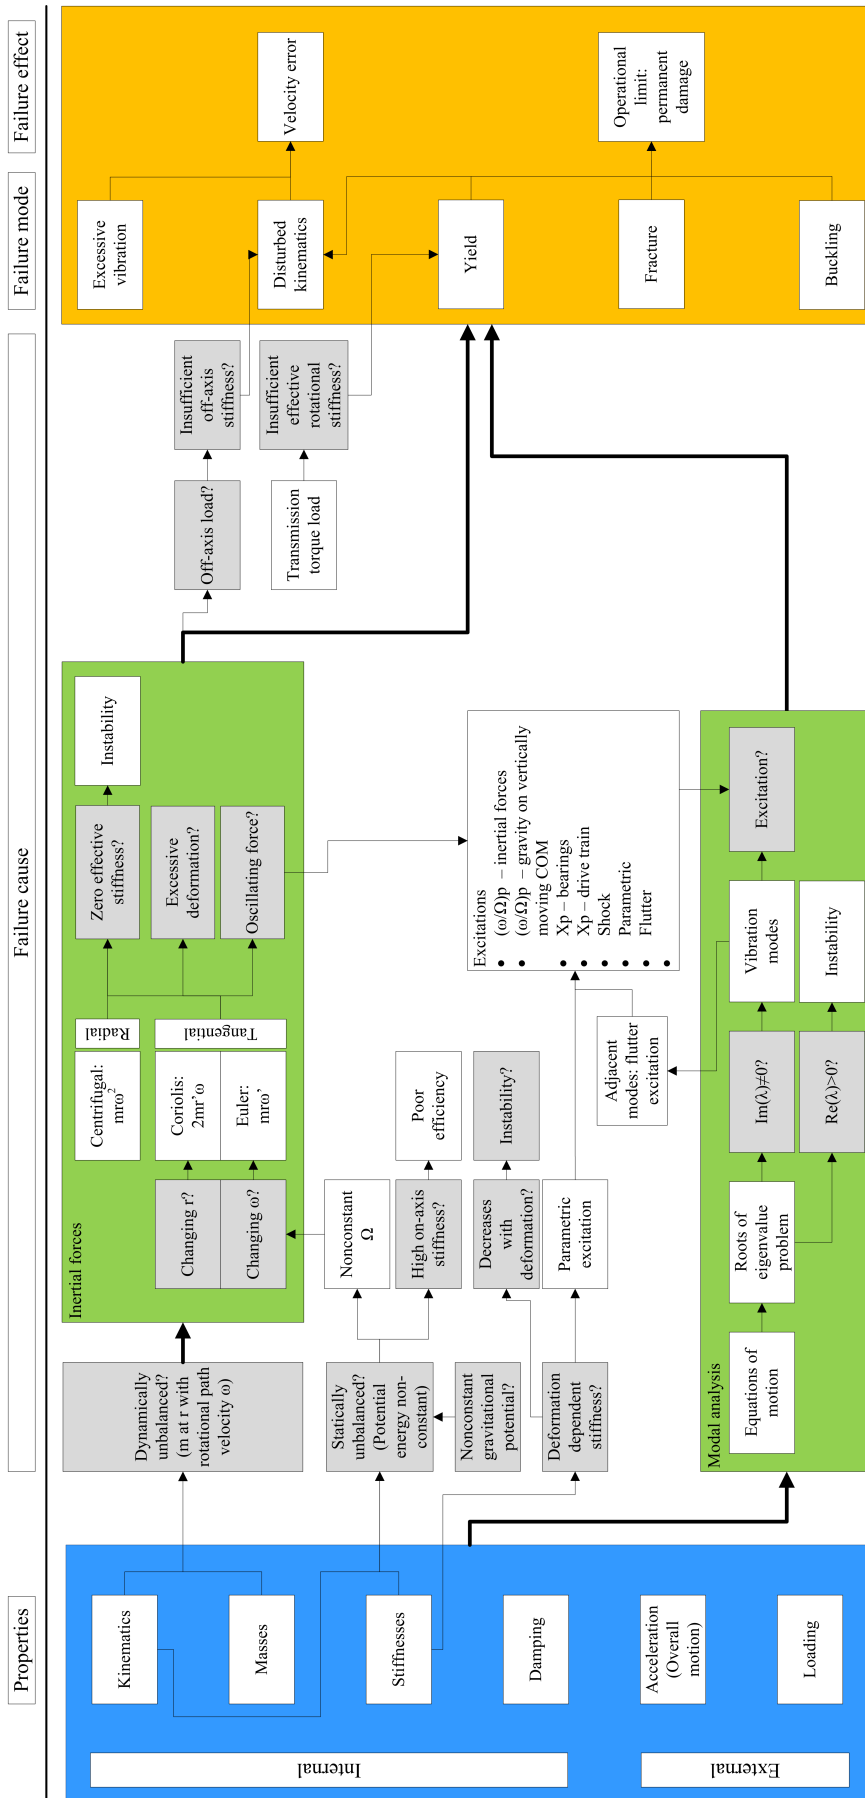 Properties
Failure cause
Failure mode
Failure effect
Internal
External
Kinematics
Masses
Stiffnesses
Damping
Acceleration
(Overall
motion)
Loading
Dynamically
unbalanced?
(m at r with
rotational path
velocity ω)
Statically
unbalanced?
(Potential
energy non-
constant)
Nonconstant
gravitational
potential?
Deformation
dependent
stiffness?
Inertial forces
Changing r?
Changing ω?
Centrifugal:
mrω²
Coriolis:
2mr’ω
Euler:
mrω’
Radial
Tangential
Zero effective
stiffness?
Excessive
deformation?
Oscillating force?
Instability
Nonconstant
Ω
High on-axis
stiffness?
Poor
efficiency
Decreases
with
deformation?
Instability?
Parametric
excitation
Adjacent
modes: flutter
excitation
Excitations
• (ω/Ω)p – inertial forces
• (ω/Ω)p – gravity on vertically
moving COM
• Xp – bearings
• Xp – drive train
• Shock
• Parametric
• Flutter
•
Modal analysis
Equations of
motion
Roots of
eigenvalue
problem
Im(λ)≠0?
Re(λ)>0?
Vibration
modes
Instability
Excitation?
Off-axis load?
Insufficient
off-axis
stiffness?
Transmission
torque load
Insufficient
effective
rotational
stiffness?
Excessive
vibration
Disturbed
kinematics
Yield
Fracture
Buckling
Velocity error
Operational
limit:
permanent
damage